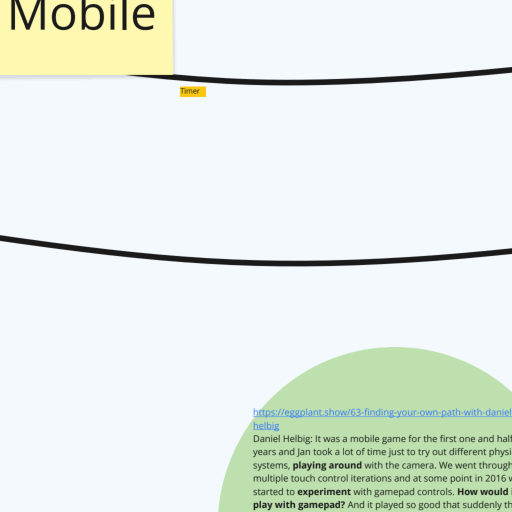 Mobile
Timer
https://eggplant.show/63-finding-your-own-path-with-daniel
helbig
Daniel Helbig: It was a mobile game for the first one and half
years and Jan took a lot of time just to try out different physi
systems, playing around with the camera. We went through
multiple touch control iterations and at some point in 2016 w
started to experiment with gamepad controls. How would i
play with gamepad? And it played so good that suddenly th